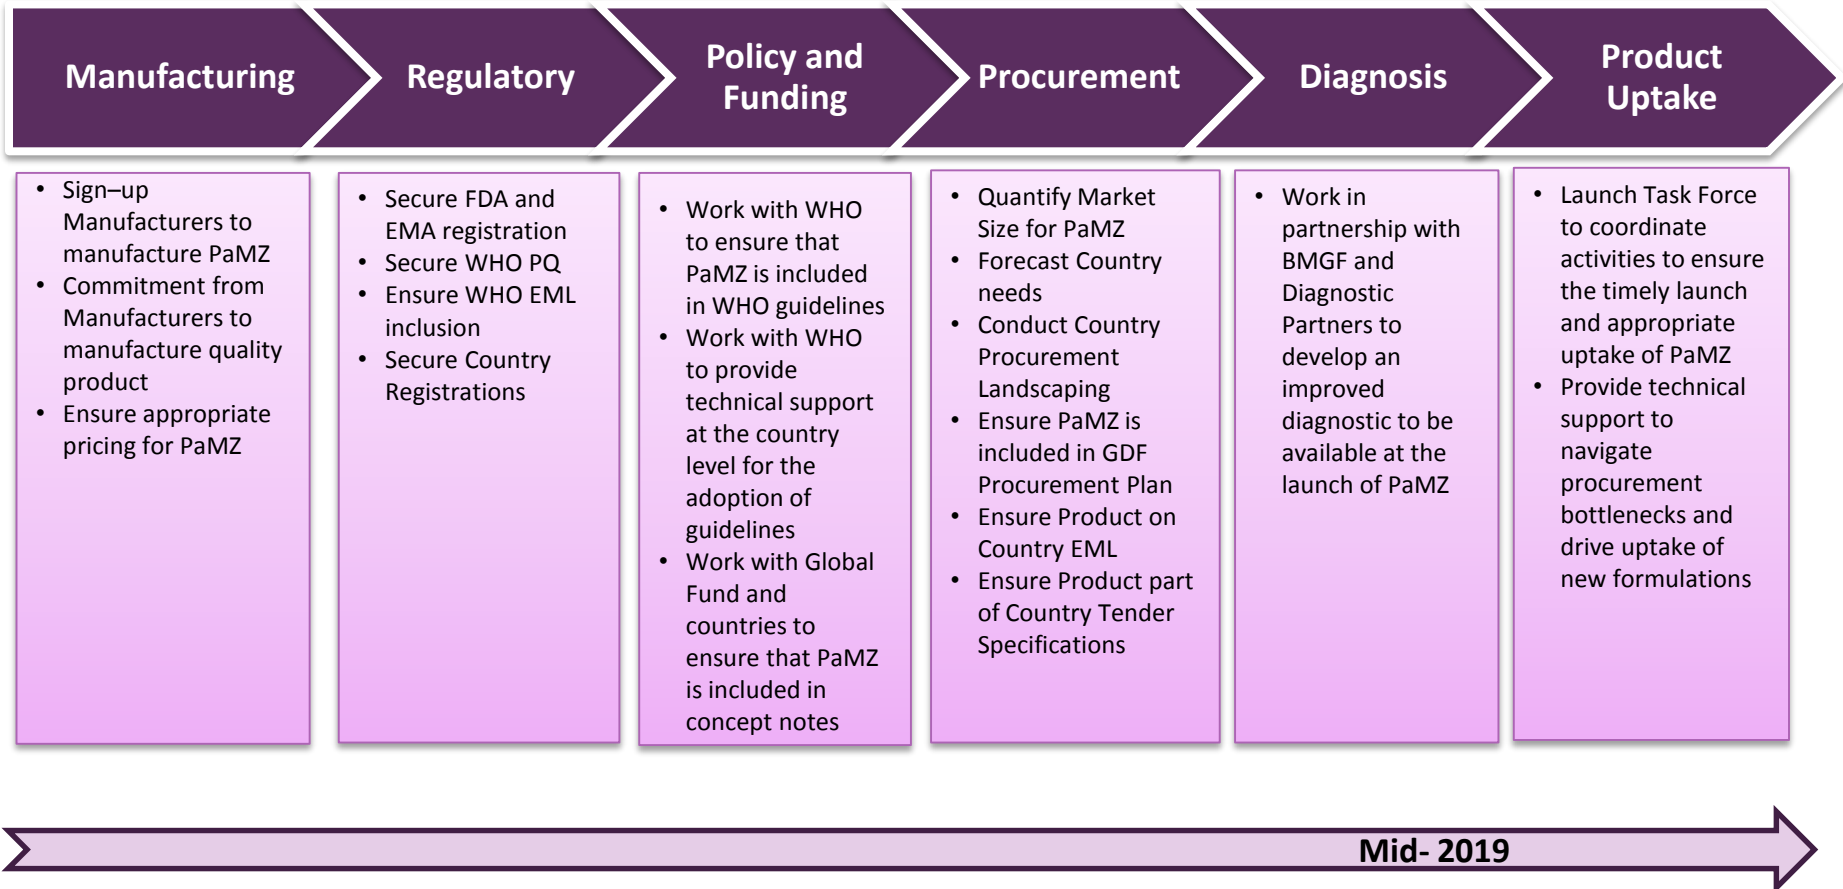 Manufacturing
Regulatory
Policy and
Funding
Procurement
Diagnosis
Product
Uptake
• Sign–up
Manufacturers to
manufacture PaMZ
• Commitment from
Manufacturers to
manufacture quality
product
• Ensure appropriate
pricing for PaMZ
• Secure FDA and
EMA registration
• Secure WHO PQ
• Ensure WHO EML
inclusion
• Secure Country
Registrations
• Work with WHO
to ensure that
PaMZ is included
in WHO guidelines
• Work with WHO
to provide
technical support
at the country
level for the
adoption of
guidelines
• Work with Global
Fund and
countries to
ensure that PaMZ
is included in
concept notes
• Quantify Market
Size for PaMZ
• Forecast Country
needs
• Conduct Country
Procurement
Landscaping
• Ensure PaMZ is
included in GDF
Procurement Plan
• Ensure Product on
Country EML
• Ensure Product part
of Country Tender
Specifications
• Work in
partnership with
BMGF and
Diagnostic
Partners to
develop an
improved
diagnostic to be
available at the
launch of PaMZ
• Launch Task Force
to coordinate
activities to ensure
the timely launch
and appropriate
uptake of PaMZ
• Provide technical
support to
navigate
procurement
bottlenecks and
drive uptake of
new formulations
Mid- 2019